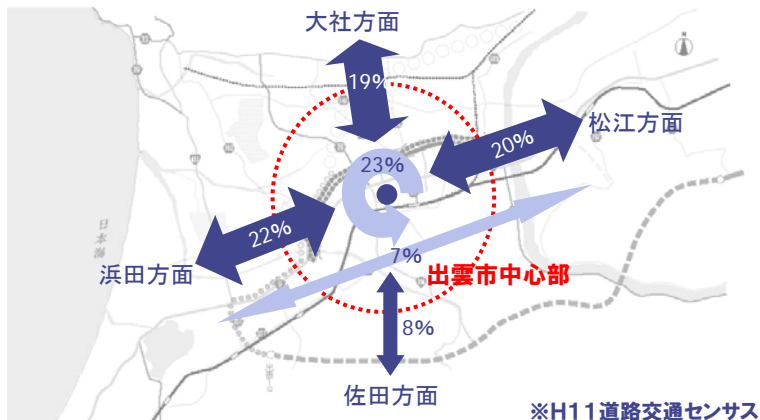 大社方面
19%
松江方面
20%
23%
22%
浜田方面
7%
出雲市中心部
8%
佐田方面
※H11道路交通センサス